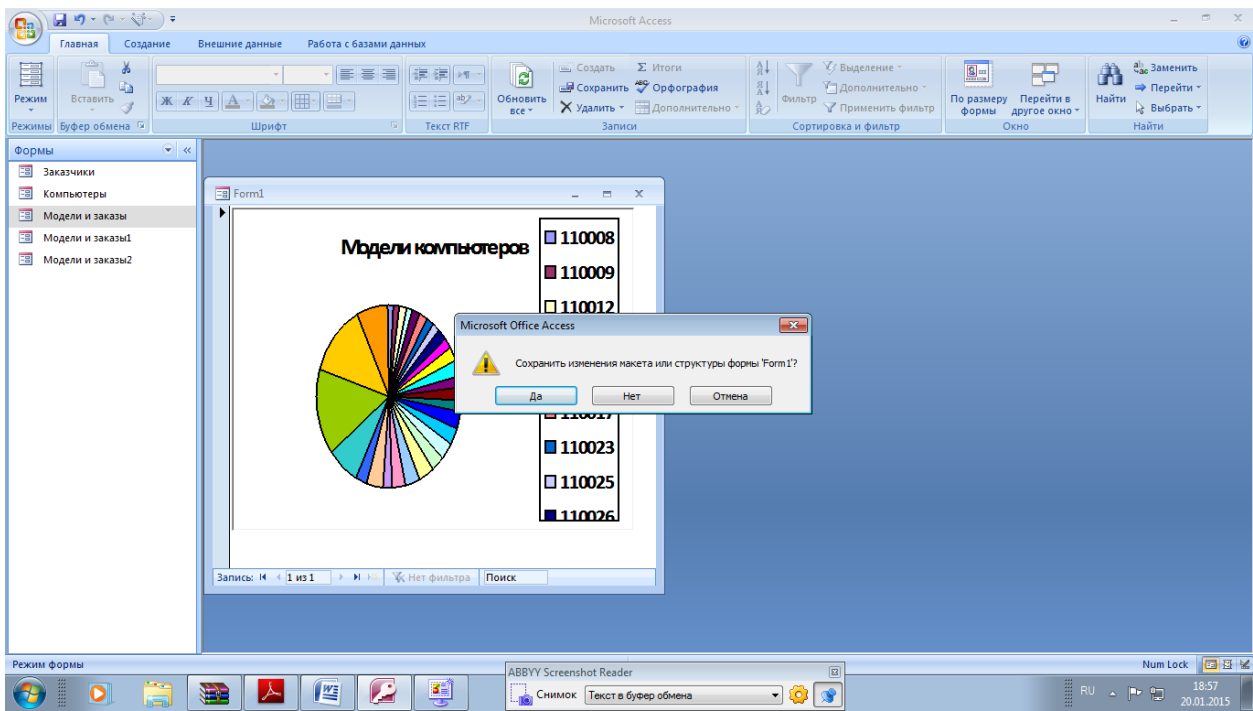 Microsoft Access
Главная Создание Внешние данные Работа с базами данных
Режим
Вставить
Ж К Ч А
Обновить все
Создать
Сохранить
Удалить
Итоги
Орфография
Дополнительно
Фильтр
Выделение
Дополнительно
Применить фильтр
По размеру формы
Перейти в другое окно
Найти
Заменить
Перейти
Выбрать
Режимы Буфер обмена Шрифт Текст RTF Записи Сортировка и фильтр Окно Найти
Формы
Заказчики
Компьютеры
Модели и заказы
Модели и заказы1
Модели и заказы2
Form1
Модели компьютеров
110008
110009
110012
Microsoft Office Access
Сохранить изменения макета или структуры формы 'Form1'?
Да Нет Отмена
110017
110023
110025
110026
Запись: 1 из 1 Нет фильтра Поиск
Режим формы
Num Lock
ABBYY Screenshot Reader
Снимок Текст в буфер обмена
RU
18:57
20.01.2015